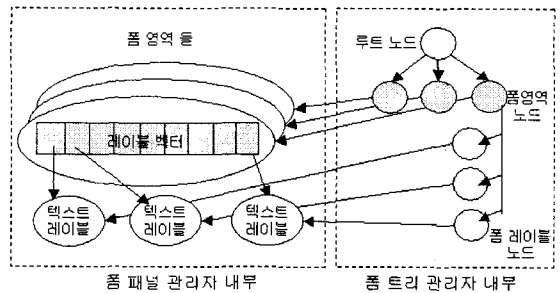 폼 영역 들
루트 노드
폼영역
노드
레이블 벡터
텍스트
레이블
텍스트
레이블
텍스트
레이블
폼 레이블
노드
폼 패널 관리자 내부
폼 트리 관리자 내부